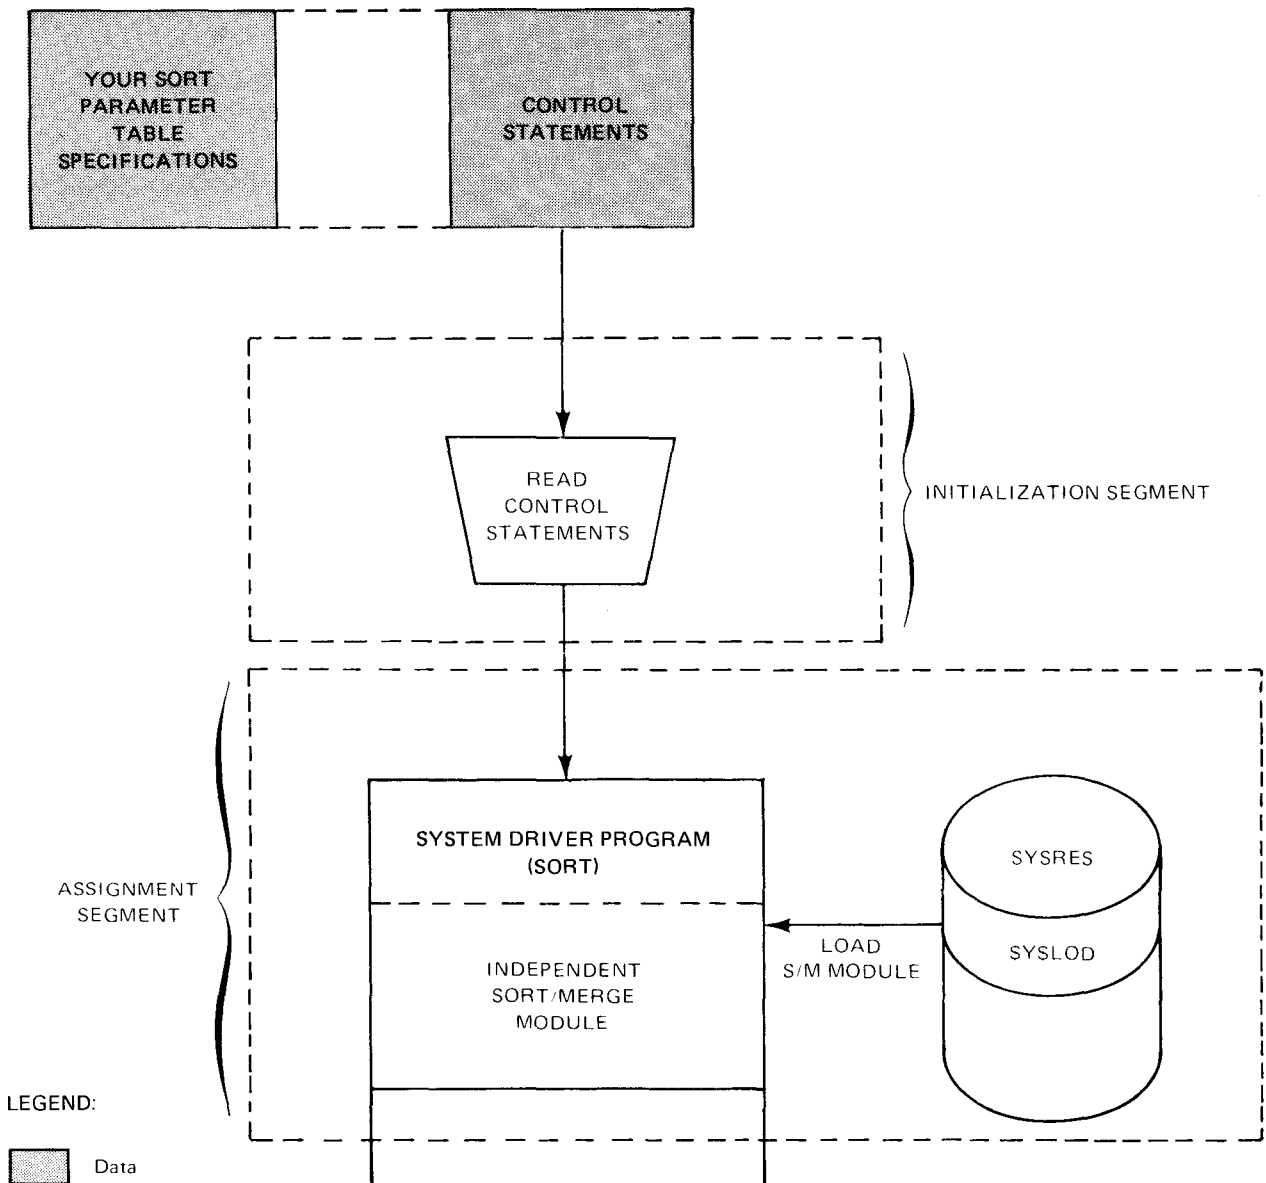 YOUR SORT
PARAMETER
TABLE
SPECIFICATIONS
CONTROL
STATEMENTS
READ
CONTROL
STATEMENTS
INITIALIZATION SEGMENT
SYSTEM DRIVER PROGRAM
(SORT)
ASSIGNMENT
SEGMENT
INDEPENDENT
SORT/MERGE
MODULE
LOAD
S/M MODULE
SYSRES
SYSLOD
LEGEND:
Data